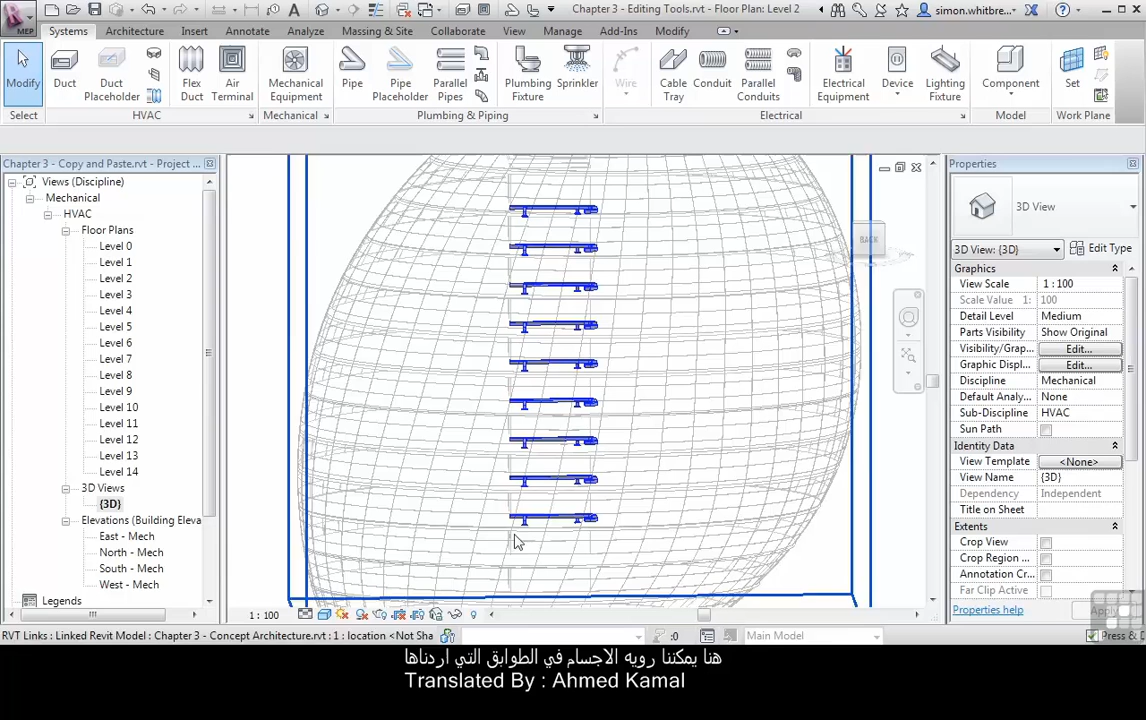 Chapter 3 - Editing Tools.rvt - Floor Plan: Level 2
simon.whitbre...
MEP
Systems
Architecture
Insert
Annotate
Analyze
Massing & Site
Collaborate
View
Manage
Add-Ins
Modify
Modify
Duct
Duct Placeholder
Flex Duct
Air Terminal
Mechanical Equipment
Pipe
Pipe Placeholder
Parallel Pipes
Plumbing Fixture
Sprinkler
Wire
Cable Tray
Conduit
Parallel Conduits
Electrical Equipment
Device
Lighting Fixture
Component
Set
Select
HVAC
Mechanical
Plumbing & Piping
Electrical
Model
Work Plane
Chapter 3 - Copy and Paste.rvt - Project ...
Views (Discipline)
Mechanical
HVAC
Floor Plans
Level 0
Level 1
Level 2
Level 3
Level 4
Level 5
Level 6
Level 7
Level 8
Level 9
Level 10
Level 11
Level 12
Level 13
Level 14
3D Views
{3D}
Elevations (Building Eleva
East - Mech
North - Mech
South - Mech
West - Mech
Legends
BACK
1 : 100
Properties
3D View
3D View: {3D}
Edit Type
Graphics
View Scale 1 : 100
Scale Value 1: 100
Detail Level Medium
Parts Visibility Show Original
Visibility/Grap... Edit...
Graphic Displ... Edit...
Discipline Mechanical
Default Analy... None
Sub-Discipline HVAC
Sun Path
Identity Data
View Template <None>
View Name {3D}
Dependency Independent
Title on Sheet
Extents
Crop View
Crop Region ...
Annotation Cr...
Far Clip Active
Properties help
Apply
RVT Links : Linked Revit Model : Chapter 3 - Concept Architecture.rvt : 1 : location <Not Sha
:0
Main Model
Press & D
هنا يمكننا رويه الاجسام في الطوابق التي اردناها
Translated By : Ahmed Kamal